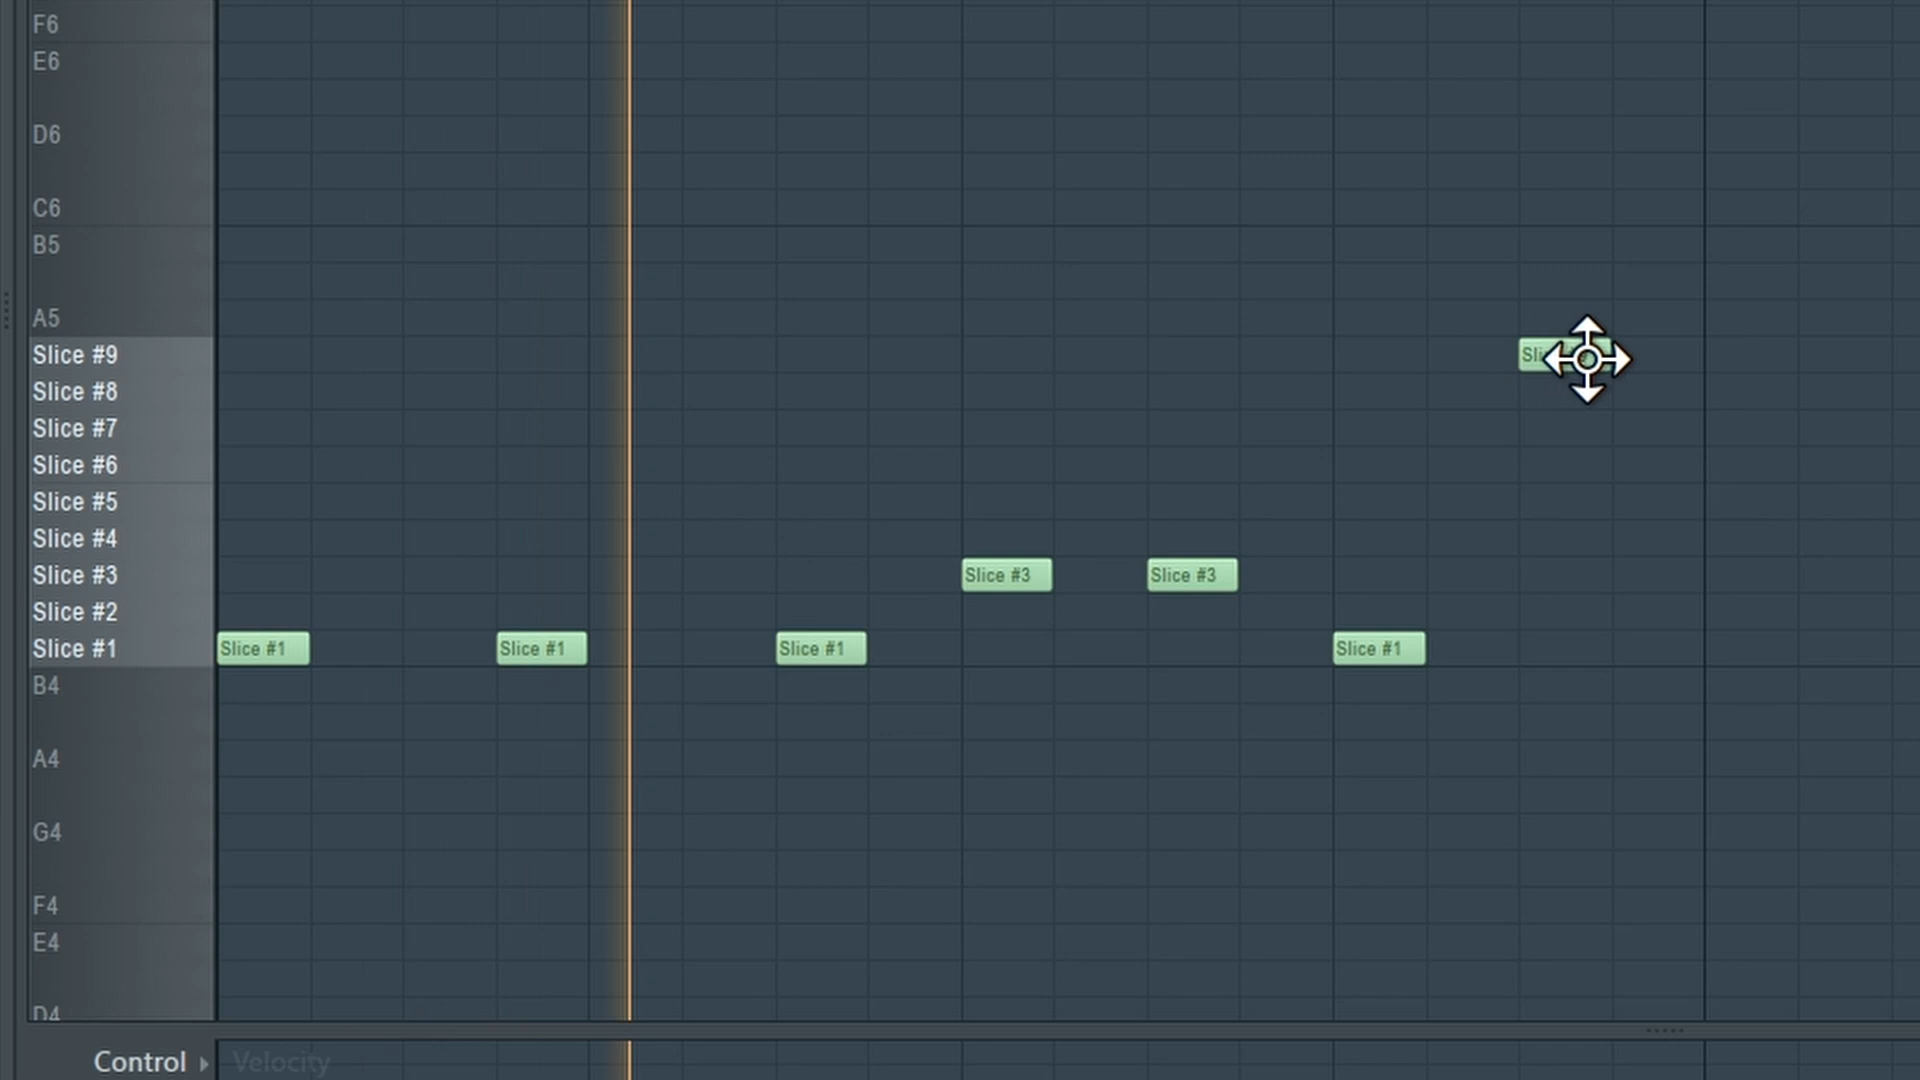 F6
E6
D6
C6
B5
A5
Slice #9
Slice #8
Slice #7
Slice #6
Slice #5
Slice #4
Slice #3 Slice #3 Slice #3
Slice #2
Slice #1 Slice #1 Slice #1 Slice #1 Slice #1
B4
A4
G4
F4
E4
D4
Control Velocity